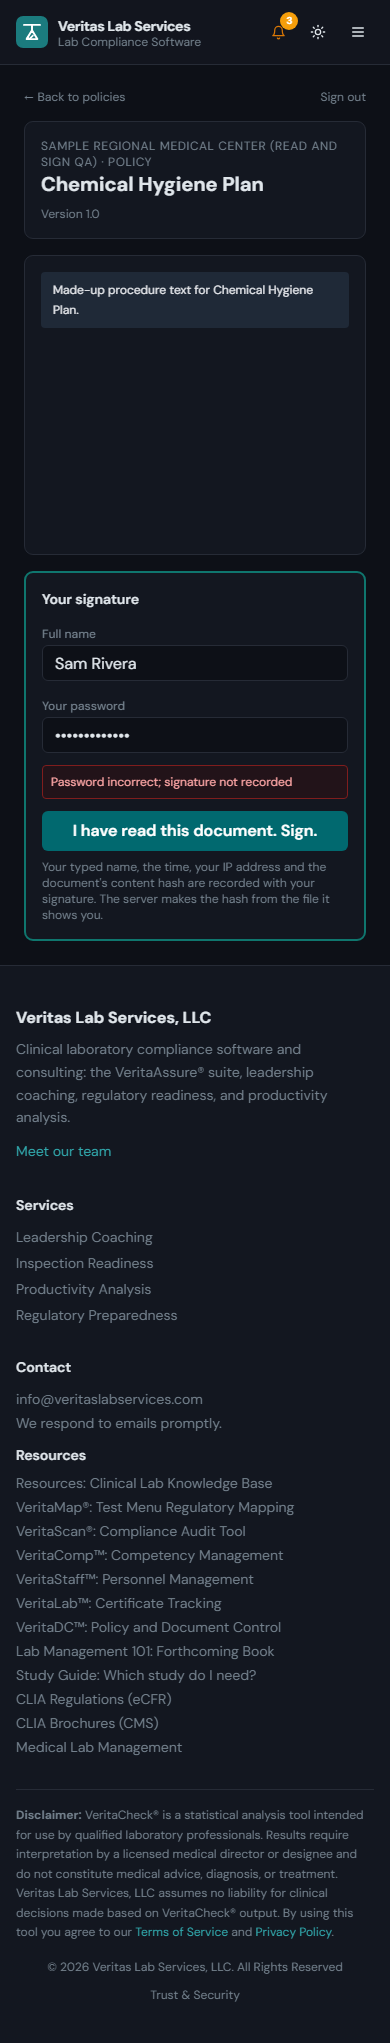 Veritas Lab Services
Lab Compliance Software
3
← Back to policies
Sign out
SAMPLE REGIONAL MEDICAL CENTER (READ AND
SIGN QA) · POLICY
Chemical Hygiene Plan
Version 1.0
Made-up procedure text for Chemical Hygiene
Plan.
Your signature
Full name
Sam Rivera
Your password
•••••••••••••
Password incorrect; signature not recorded
I have read this document. Sign.
Your typed name, the time, your IP address and the
document's content hash are recorded with your
signature. The server makes the hash from the file it
shows you.
Veritas Lab Services, LLC
Clinical laboratory compliance software and
consulting: the VeritaAssure® suite, leadership
coaching, regulatory readiness, and productivity
analysis.
Meet our team
Services
Leadership Coaching
Inspection Readiness
Productivity Analysis
Regulatory Preparedness
Contact
info@veritaslabservices.com
We respond to emails promptly.
Resources
Resources: Clinical Lab Knowledge Base
VeritaMap®: Test Menu Regulatory Mapping
VeritaScan®: Compliance Audit Tool
VeritaComp™: Competency Management
VeritaStaff™: Personnel Management
VeritaLab™: Certificate Tracking
VeritaDC™: Policy and Document Control
Lab Management 101: Forthcoming Book
Study Guide: Which study do I need?
CLIA Regulations (eCFR)
CLIA Brochures (CMS)
Medical Lab Management
Disclaimer: VeritaCheck® is a statistical analysis tool intended
for use by qualified laboratory professionals. Results require
interpretation by a licensed medical director or designee and
do not constitute medical advice, diagnosis, or treatment.
Veritas Lab Services, LLC assumes no liability for clinical
decisions made based on VeritaCheck® output. By using this
tool you agree to our Terms of Service and Privacy Policy.
© 2026 Veritas Lab Services, LLC. All Rights Reserved
Trust & Security